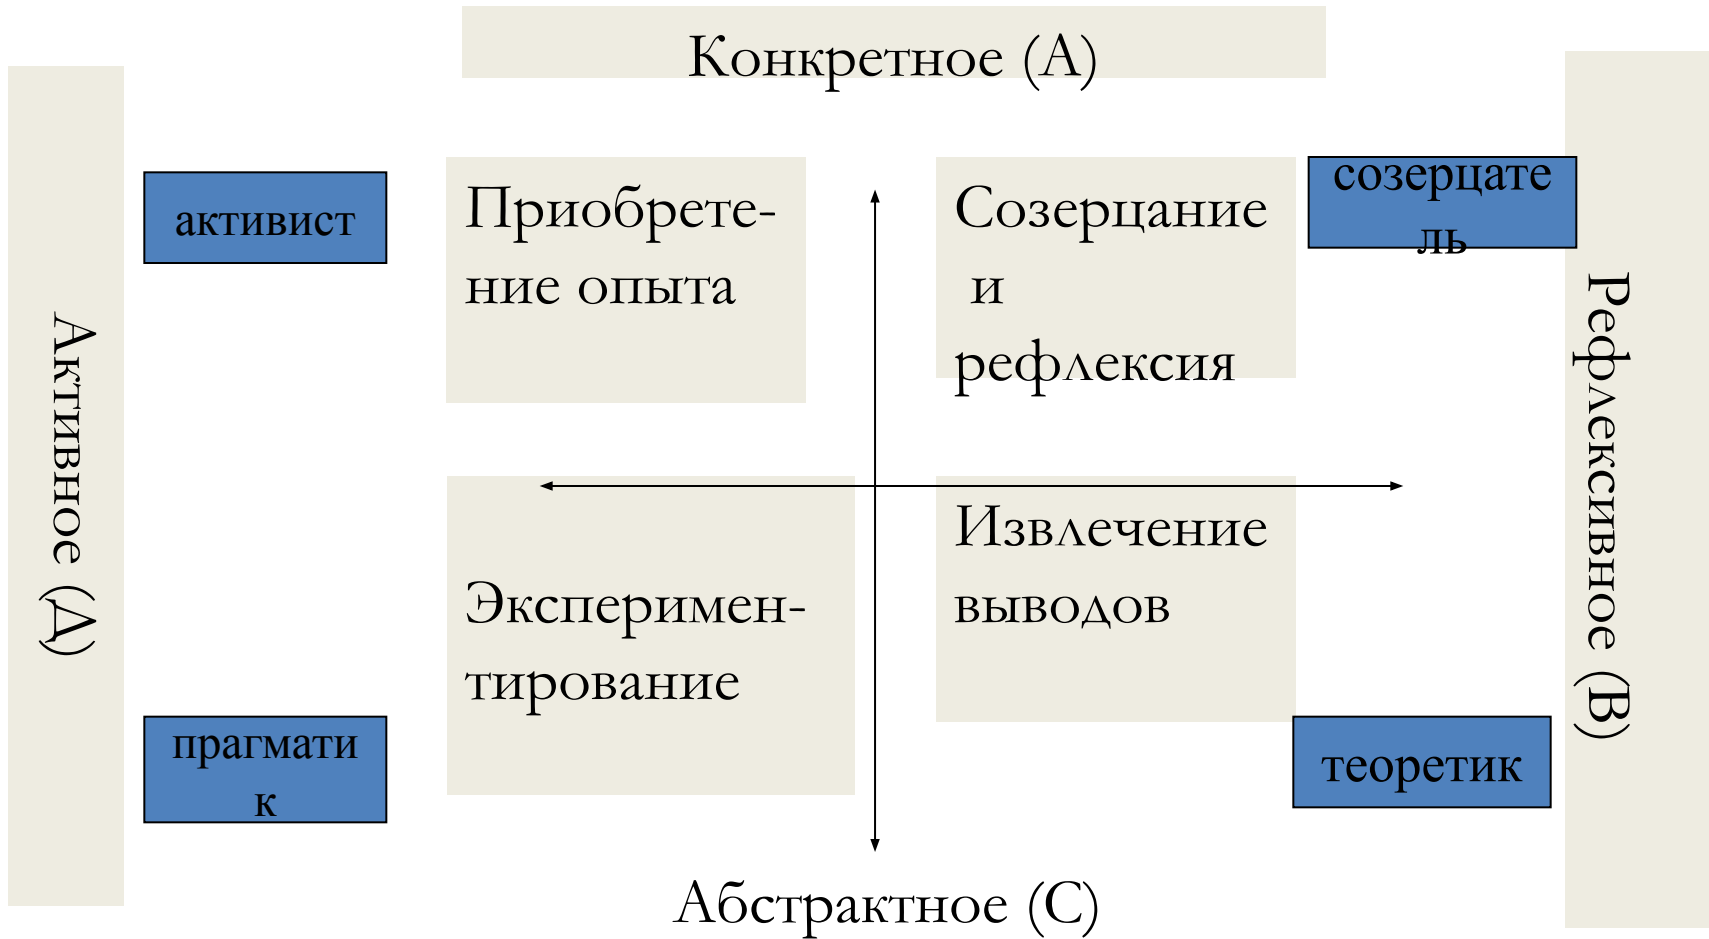 Конкретное (А)
активист
Приобрете-
ние опыта
Созерцание
и
рефлексия
созерцате
ль
Активное (Д)
Рефлексивное (В)
Эксперимен-
тирование
Извлечение
выводов
прагмати
к
теоретик
Абстрактное (С)